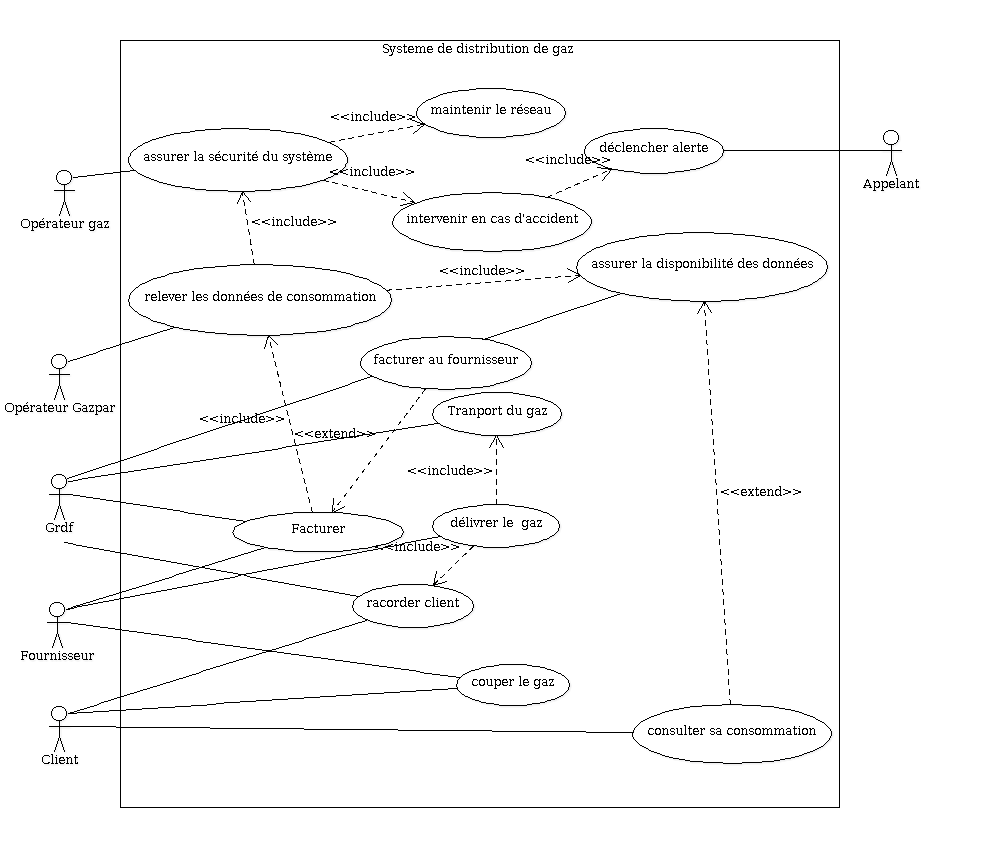 Systeme de distribution de gaz
maintenir le réseau
<<include>>
déclencher alerte
assurer la sécurité du système
<<include>>
<<include>>
Appelant
Opérateur gaz
intervenir en cas d'accident
<<include>>
assurer la disponibilité des données
<<include>>
relever les données de consommation
facturer au fournisseur
Opérateur Gazpar
Tranport du gaz
<<include>>
<<extend>>
<<include>>
<<extend>>
Grdf
Facturer
délivrer le gaz
<<include>>
racorder client
Fournisseur
couper le gaz
consulter sa consommation
Client